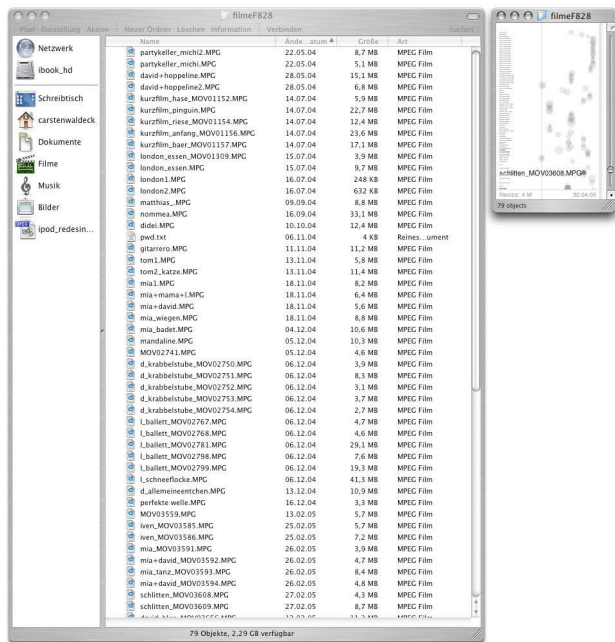 filmeF828
Pfad Darstellung Aktion Neuer Ordner Löschen Information Verbinden Suchen
Name Ände...atum Größe Art
Netzwerk
ibook_hd
Schreibtisch
carstenwaldeck
Dokumente
Filme
Musik
Bilder
ipod_redesin...
partykeller_michi2.MPG 22.05.04 8,7 MB MPEG Film
partykeller_michi.MPG 22.05.04 5,1 MB MPEG Film
david+hoppeline.MPG 28.05.04 15,1 MB MPEG Film
david+hoppeline2.MPG 28.05.04 6,8 MB MPEG Film
kurzfilm_hase_MOV01152.MPG 14.07.04 5,9 MB MPEG Film
kurzfilm_pinguin.MPG 14.07.04 22,7 MB MPEG Film
kurzfilm_riese_MOV01154.MPG 14.07.04 12,4 MB MPEG Film
kurzfilm_anfang_MOV01156.MPG 14.07.04 23,6 MB MPEG Film
kurzfilm_baer_MOV01157.MPG 14.07.04 17,1 MB MPEG Film
london_essen_MOV01309.MPG 15.07.04 3,9 MB MPEG Film
london_essen.MPG 15.07.04 9,7 MB MPEG Film
london1.MPG 16.07.04 248 KB MPEG Film
london2.MPG 16.07.04 632 KB MPEG Film
matthias_.MPG 09.09.04 8,8 MB MPEG Film
nommea.MPG 16.09.04 33,1 MB MPEG Film
didei.MPG 10.10.04 12,4 MB MPEG Film
pwd.txt 06.11.04 4 KB Reines...ument
gitarrero.MPG 11.11.04 11,2 MB MPEG Film
tom1.MPG 13.11.04 5,8 MB MPEG Film
tom2_katze.MPG 13.11.04 11,4 MB MPEG Film
mia1.MPG 18.11.04 8,2 MB MPEG Film
mia+mama+l.MPG 18.11.04 6,4 MB MPEG Film
mia+david.MPG 18.11.04 5,6 MB MPEG Film
mia_wiegen.MPG 18.11.04 8,8 MB MPEG Film
mia_badet.MPG 04.12.04 10,6 MB MPEG Film
mandaline.MPG 05.12.04 10,3 MB MPEG Film
MOV02741.MPG 05.12.04 4,6 MB MPEG Film
d_krabbelstube_MOV02750.MPG 06.12.04 3,9 MB MPEG Film
d_krabbelstube_MOV02751.MPG 06.12.04 8,3 MB MPEG Film
d_krabbelstube_MOV02752.MPG 06.12.04 3,1 MB MPEG Film
d_krabbelstube_MOV02753.MPG 06.12.04 3,7 MB MPEG Film
d_krabbelstube_MOV02754.MPG 06.12.04 2,7 MB MPEG Film
l_ballett_MOV02767.MPG 06.12.04 4,7 MB MPEG Film
l_ballett_MOV02768.MPG 06.12.04 4,6 MB MPEG Film
l_ballett_MOV02781.MPG 06.12.04 29,1 MB MPEG Film
l_ballett_MOV02798.MPG 06.12.04 7,6 MB MPEG Film
l_ballett_MOV02799.MPG 06.12.04 19,3 MB MPEG Film
l_schneeflocke.MPG 06.12.04 41,3 MB MPEG Film
d_allemeineentchen.MPG 13.12.04 10,9 MB MPEG Film
perfekte welle.MPG 16.12.04 3,3 MB MPEG Film
MOV03559.MPG 13.02.05 5,7 MB MPEG Film
iven_MOV03585.MPG 25.02.05 5,7 MB MPEG Film
iven_MOV03586.MPG 25.02.05 7,2 MB MPEG Film
mia_MOV03591.MPG 26.02.05 3,9 MB MPEG Film
mia+david_MOV03592.MPG 26.02.05 4,7 MB MPEG Film
mia_tanz_MOV03593.MPG 26.02.05 8,4 MB MPEG Film
mia+david_MOV03594.MPG 26.02.05 4,8 MB MPEG Film
schlitten_MOV03608.MPG 27.02.05 4,3 MB MPEG Film
schlitten_MOV03609.MPG 27.02.05 8,7 MB MPEG Film
79 Objekte, 2,29 GB verfügbar
filmeF828
schlitten_MOV03608.MPG
filesize: 4 M 30.04.05
79 objects